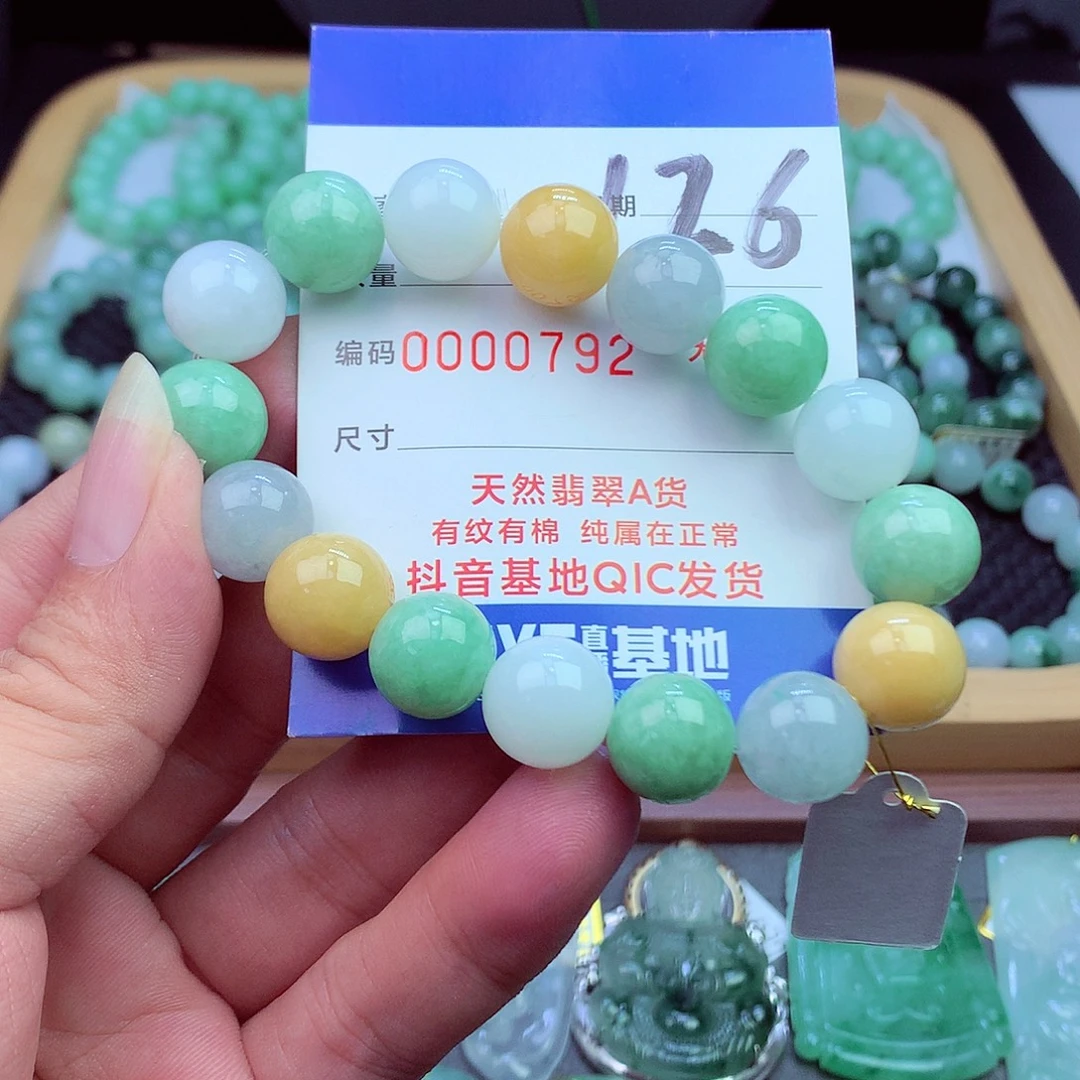 期 126
量
编码 0000792
尺寸
天然翡翠A货
有纹有棉 纯属在正常
抖音基地QIC发货
基地